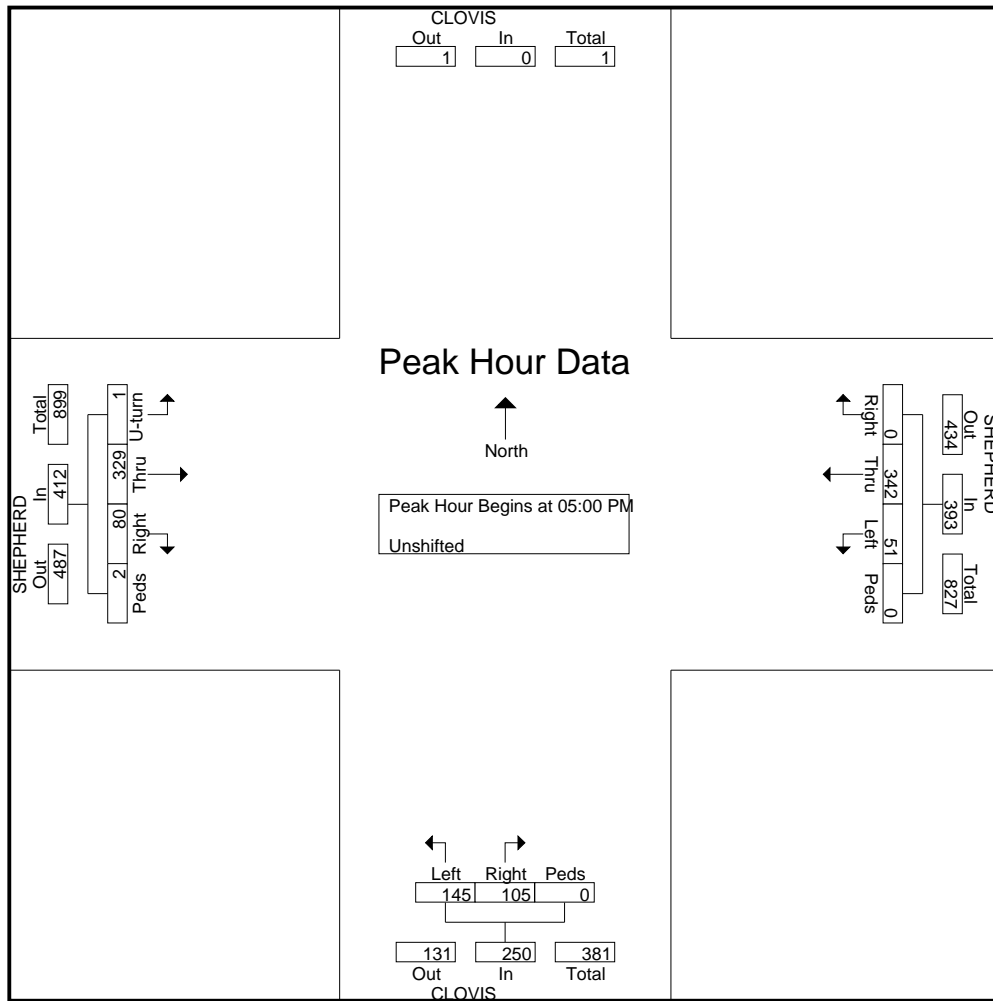 CLOVIS
Out In Total
1 0 1
Peak Hour Data
North
Peak Hour Begins at 05:00 PM
Unshifted
SHEPHERD
Out In Total
487 412 899
Peds Right Thru U-turn
2 80 329 1
SHEPHERD
Out In Total
434 393 827
Right Thru Left Peds
0 342 51 0
Left Right Peds
145 105 0
131 250 381
Out In Total
CLOVIS